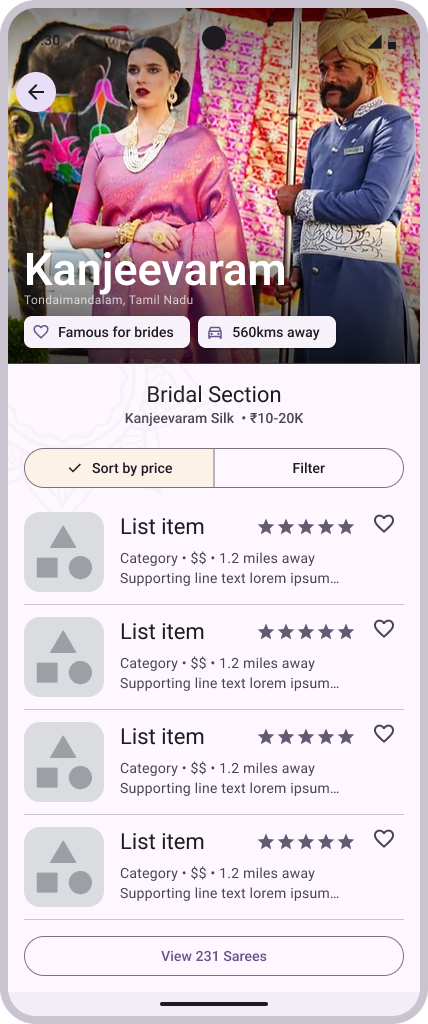 :30
Kanjeevaram
Tondaimandalam, Tamil Nadu
Famous for brides
560kms away
Bridal Section
Kanjeevaram Silk • ₹10-20K
Sort by price
Filter
List item
Category • $$ • 1.2 miles away
Supporting line text lorem ipsum...
List item
Category • $$ • 1.2 miles away
Supporting line text lorem ipsum...
List item
Category • $$ • 1.2 miles away
Supporting line text lorem ipsum...
List item
Category • $$ • 1.2 miles away
Supporting line text lorem ipsum...
View 231 Sarees